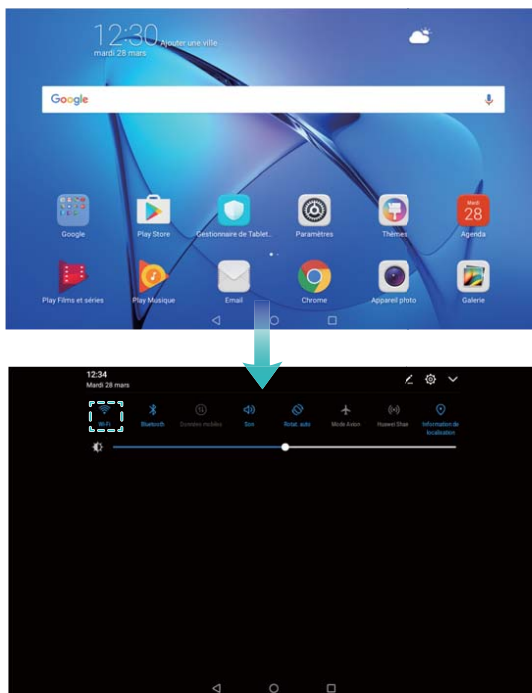 12:30 Ajouter une ville
mardi 28 mars
Google
Google
Play Store
Gestionnaire de Tablet..
Paramètres
Thèmes
Mardi
28
Agenda
Play Films et séries
Play Musique
Email
Chrome
Appareil photo
Galerie
12:34
Mardi 28 mars
Wi-Fi
Bluetooth
Données mobiles
Son
Rotat. auto
Mode Avion
Huawei Share
Information de
localisation